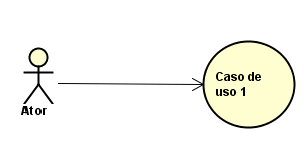 Ator
Caso de
uso 1